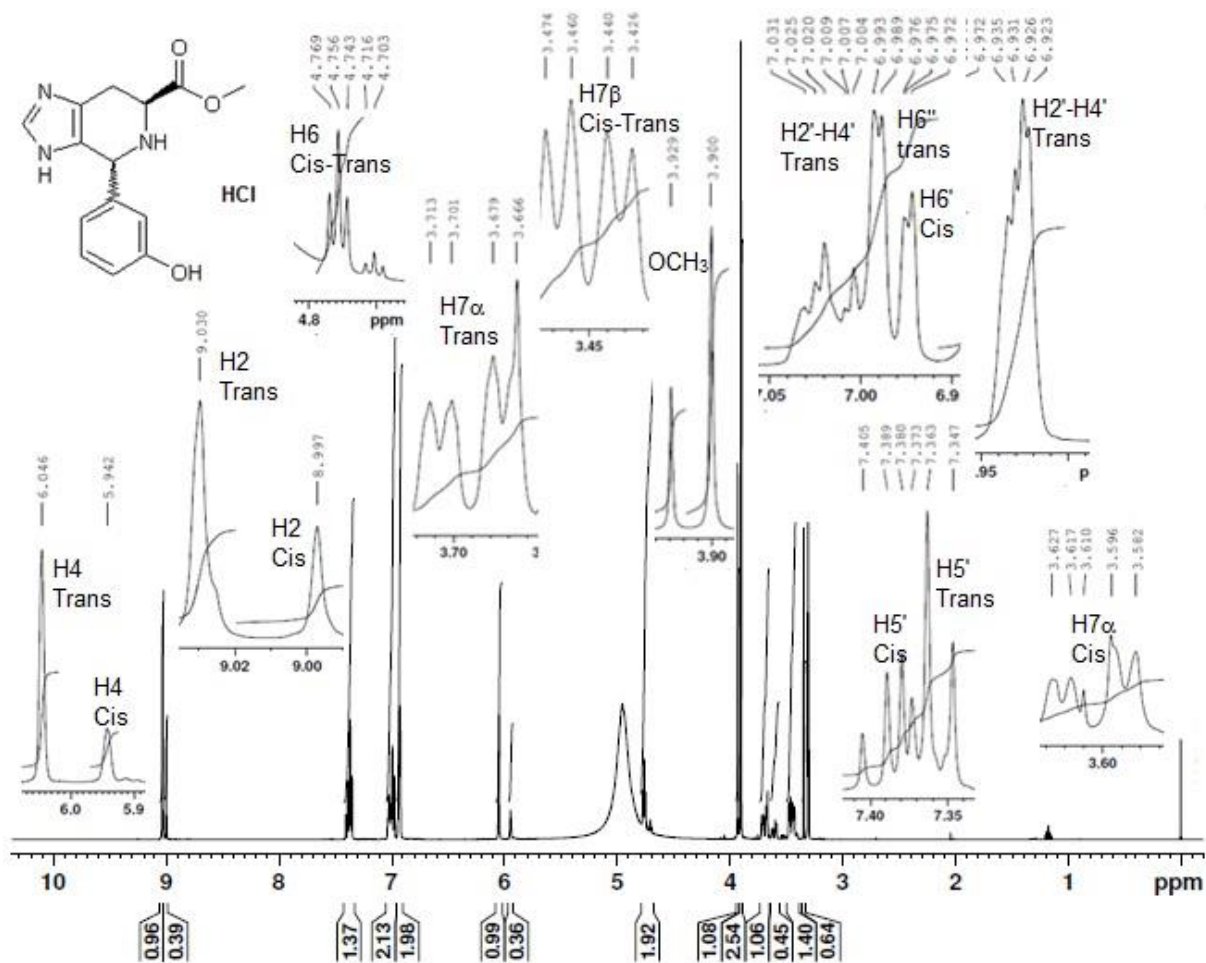 O
O
N
N
H
NH
HCl
OH
4.769
4.756
4.743
4.716
4.703
H6
Cis-Trans
4.8 ppm
3.474
3.460
3.440
3.426
H7β
Cis-Trans
3.45
7.031
7.025
7.020
7.009
7.007
7.004
6.993
6.989
6.976
6.975
6.972
H2'-H4'
Trans
H6"
trans
H6'
Cis
7.05 7.00 6.9
6.972
6.935
6.931
6.926
6.923
H2'-H4'
Trans
.95 p
3.713
3.701
3.679
3.666
H7α
Trans
3.70 3
3.929
3.900
OCH3
3.90
9.030
H2
Trans
8.997
H2
Cis
9.02 9.00
6.046
5.942
H4
Trans
H4
Cis
6.0 5.9
7.405
7.389
7.380
7.373
7.363
7.347
H5'
Trans
H5'
Cis
7.40 7.35
3.627
3.617
3.610
3.596
3.582
H7α
Cis
3.60
10 9 8 7 6 5 4 3 2 1 ppm
0.96 0.39 1.37 2.13 1.98 0.99 0.36 1.92 1.08 2.54 1.06 0.45 1.40 0.64